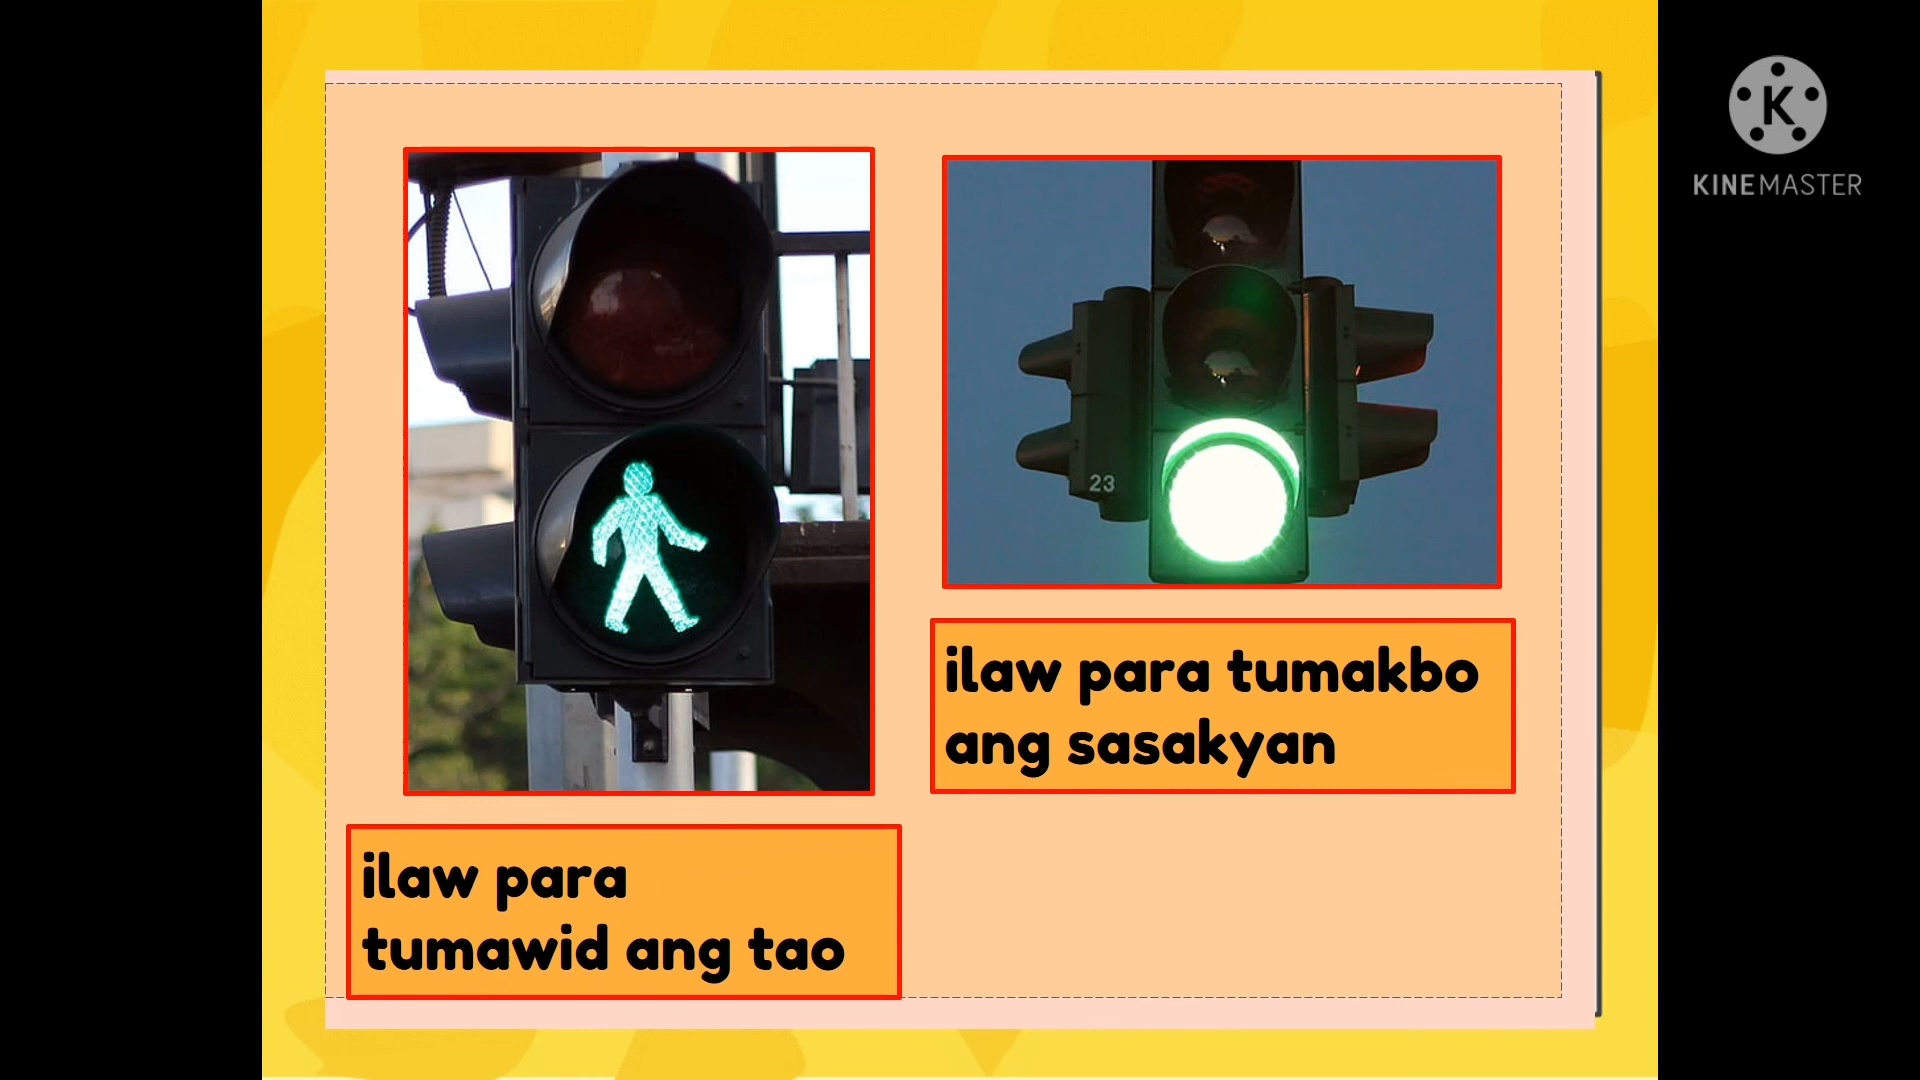 KINEMASTER
23
ilaw para tumakbo
ang sasakyan
ilaw para
tumawid ang tao